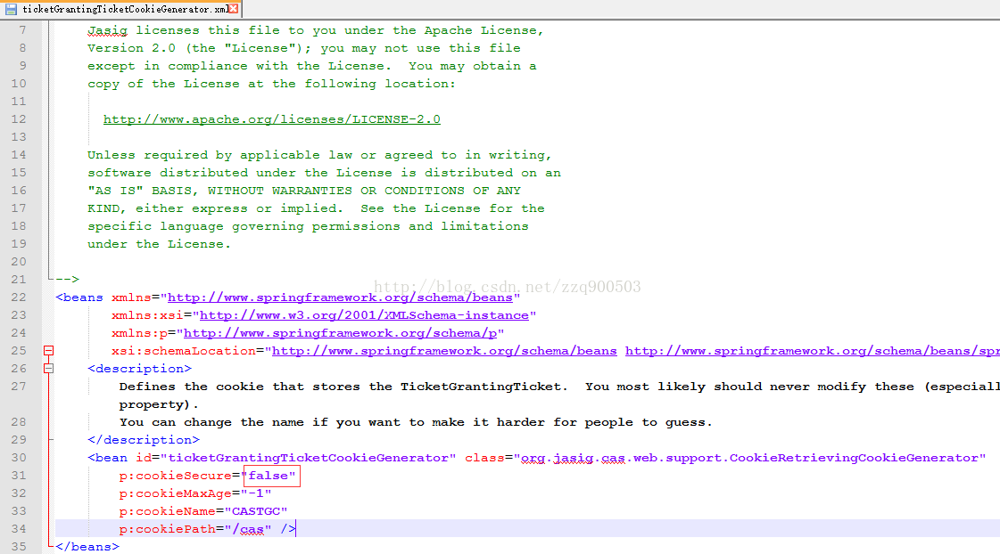 ticketGrantingTicketCookieGenerator.xml
7 Jasig licenses this file to you under the Apache License,
8 Version 2.0 (the "License"); you may not use this file
9 except in compliance with the License.  You may obtain a
10 copy of the License at the following location:
11
12 http://www.apache.org/licenses/LICENSE-2.0
13
14 Unless required by applicable law or agreed to in writing,
15 software distributed under the License is distributed on an
16 "AS IS" BASIS, WITHOUT WARRANTIES OR CONDITIONS OF ANY
17 KIND, either express or implied.  See the License for the
18 specific language governing permissions and limitations
19 under the License.
20
21 -->
http://blog.csdn.net/zzq900503
22 <beans xmlns="http://www.springframework.org/schema/beans"
23 xmlns:xsi="http://www.w3.org/2001/XMLSchema-instance"
24 xmlns:p="http://www.springframework.org/schema/p"
25 xsi:schemaLocation="http://www.springframework.org/schema/beans http://www.springframework.org/schema/beans/spr
26 <description>
27 Defines the cookie that stores the TicketGrantingTicket.  You most likely should never modify these (especiall
property).
28 You can change the name if you want to make it harder for people to guess.
29 </description>
30 <bean id="ticketGrantingTicketCookieGenerator" class="org.jasig.cas.web.support.CookieRetrievingCookieGenerator"
31 p:cookieSecure="false"
32 p:cookieMaxAge="-1"
33 p:cookieName="CASTGC"
34 p:cookiePath="/cas" />
35 </beans>